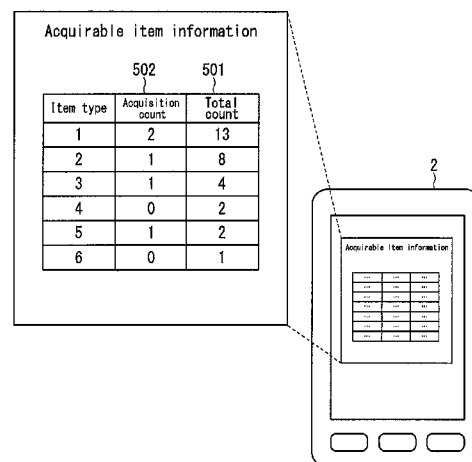 Acquirable item information
502 501
Item type Acquisition count Total count
1 2 13
2 1 8
3 1 4
4 0 2
5 1 2
6 0 1
2
Acquirable item information